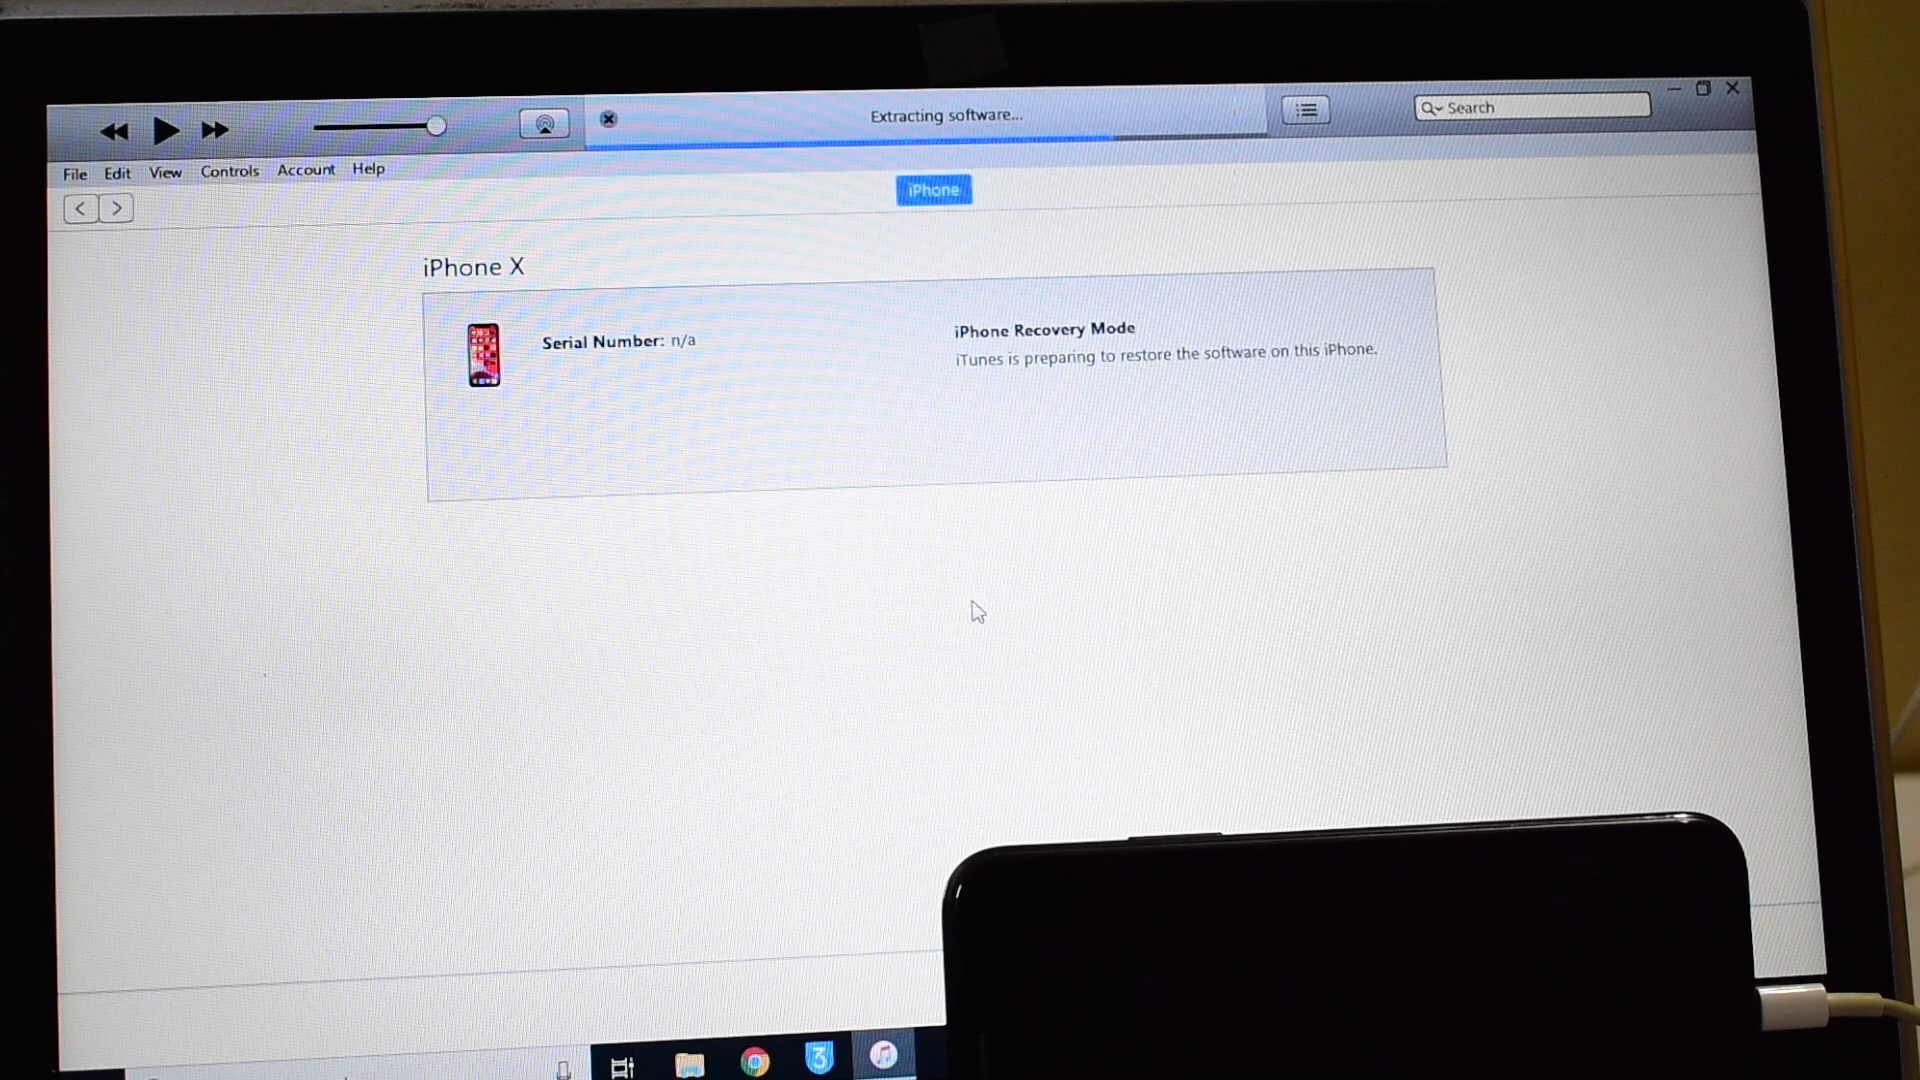 Extracting software...
Search
File Edit View Controls Account Help
iPhone
iPhone X
Serial Number: n/a
iPhone Recovery Mode
iTunes is preparing to restore the software on this iPhone.
3